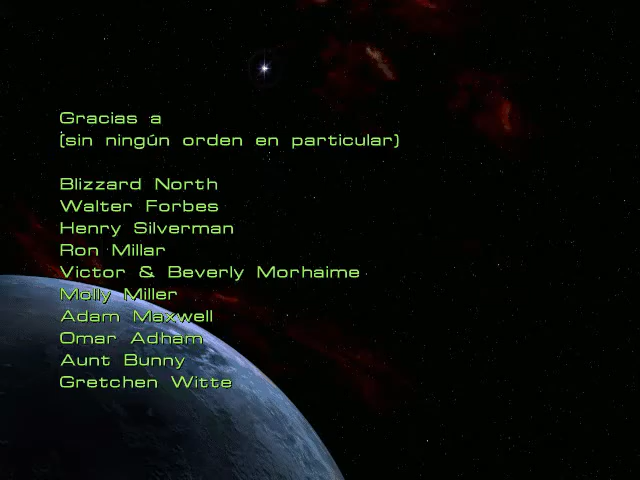 Gracias a
(sin ningún orden en particular)
Blizzard North
Walter Forbes
Henry Silverman
Ron Millar
Victor & Beverly Morhaime
Molly Miller
Adam Maxwell
Omar Adham
Aunt Bunny
Gretchen Witte